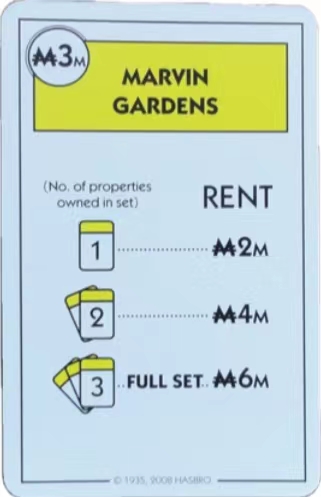 ₩3M
MARVIN
GARDENS
(No. of properties
owned in set)
RENT
1 ₩2M
2 ₩4M
3 ..FULL SET.. ₩6M
© 1935, 2008 HASBRO